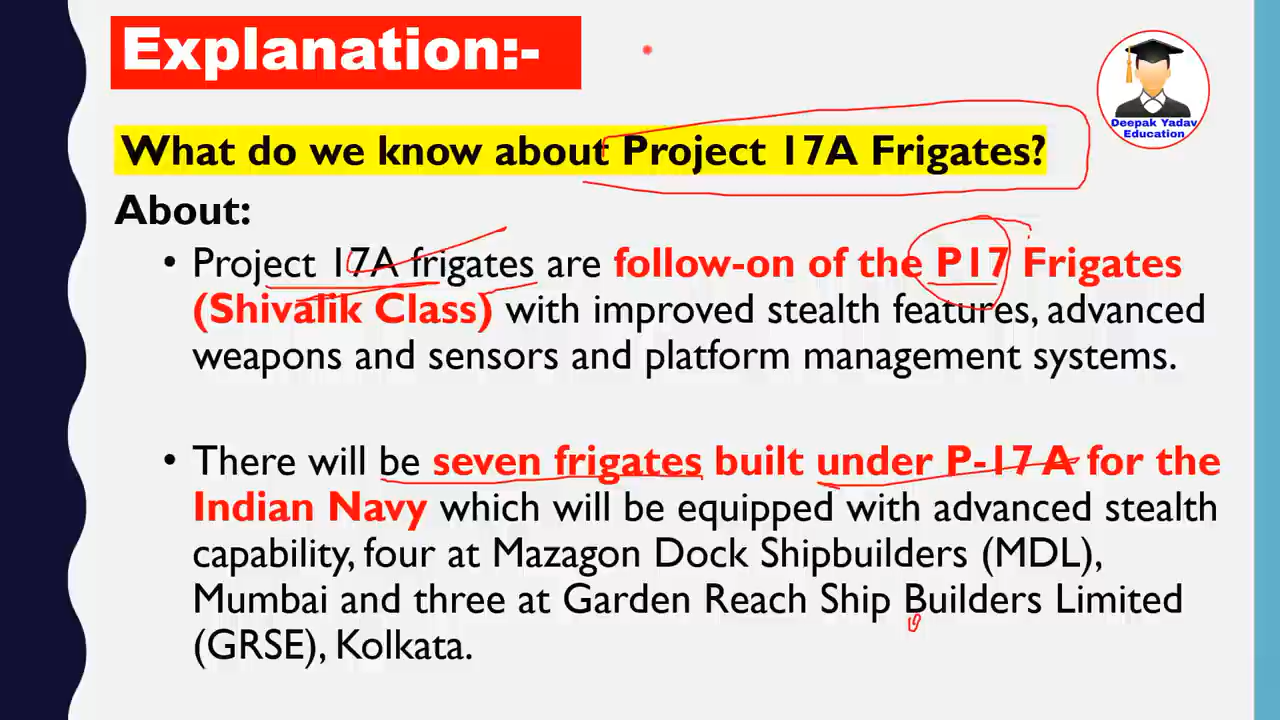 Explanation:-
Deepak Yadav
Education
What do we know about Project 17A Frigates?
About:
• Project 17A frigates are follow-on of the P17 Frigates
(Shivalik Class) with improved stealth features, advanced
weapons and sensors and platform management systems.
• There will be seven frigates built under P-17 A for the
Indian Navy which will be equipped with advanced stealth
capability, four at Mazagon Dock Shipbuilders (MDL),
Mumbai and three at Garden Reach Ship Builders Limited
(GRSE), Kolkata.